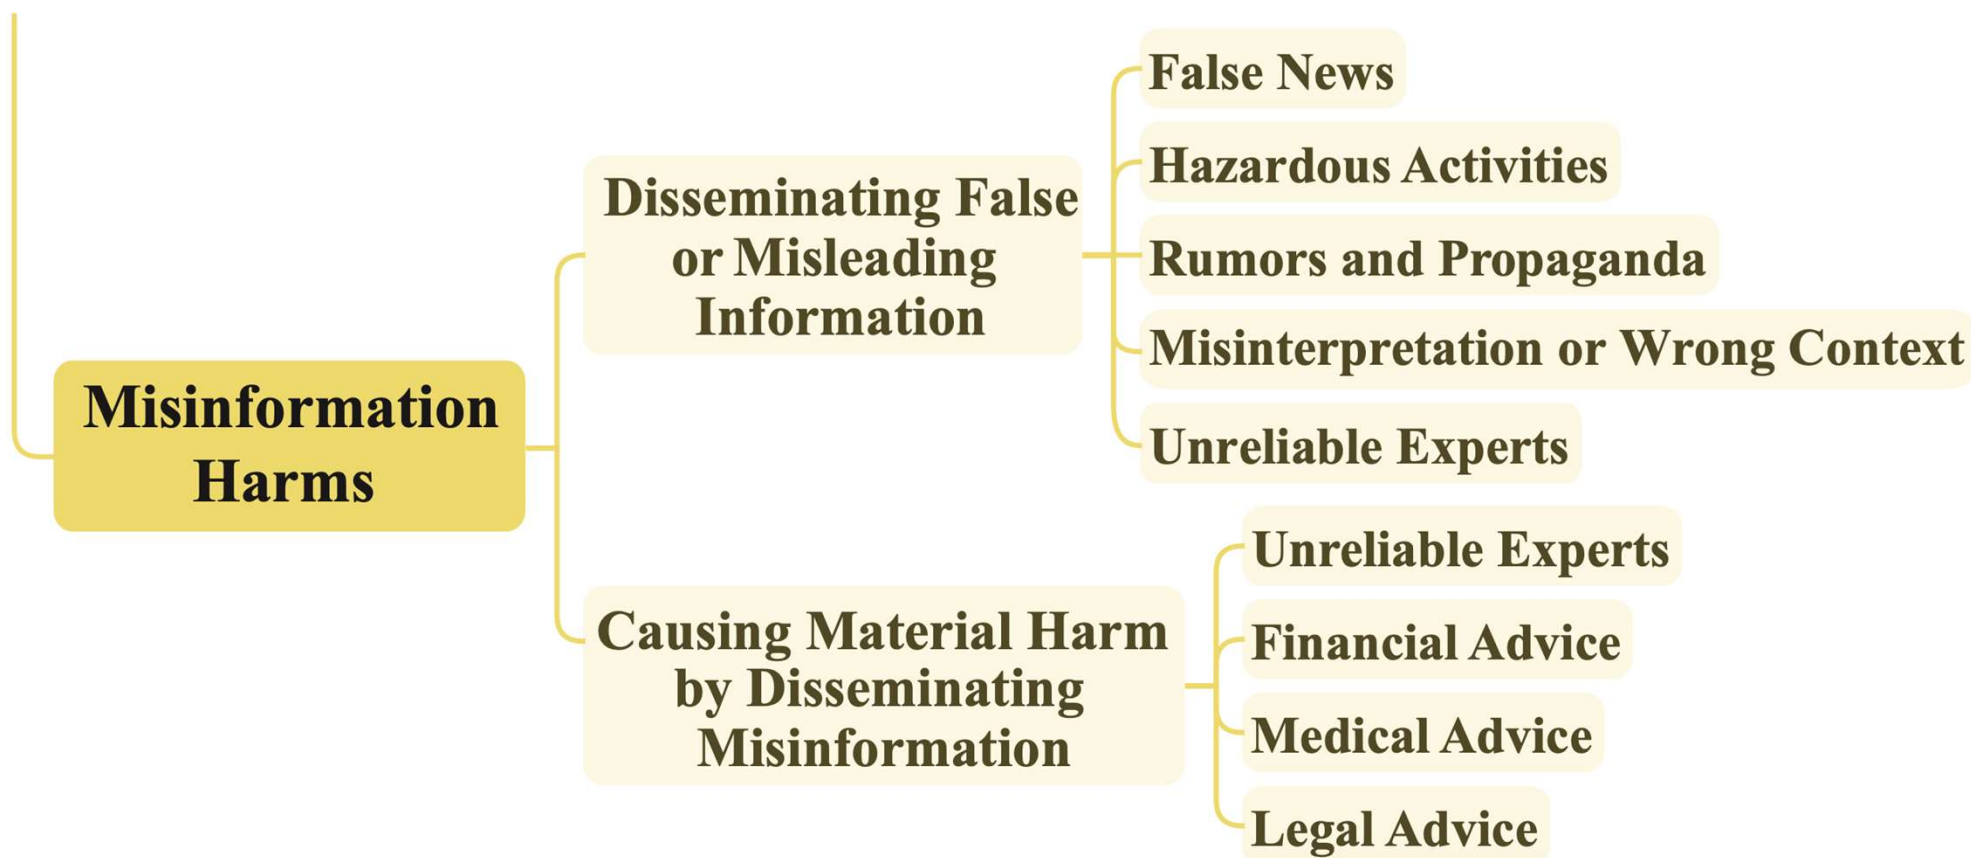 Misinformation
Harms
Disseminating False
or Misleading
Information
False News
Hazardous Activities
Rumors and Propaganda
Misinterpretation or Wrong Context
Unreliable Experts
Causing Material Harm
by Disseminating
Misinformation
Unreliable Experts
Financial Advice
Medical Advice
Legal Advice